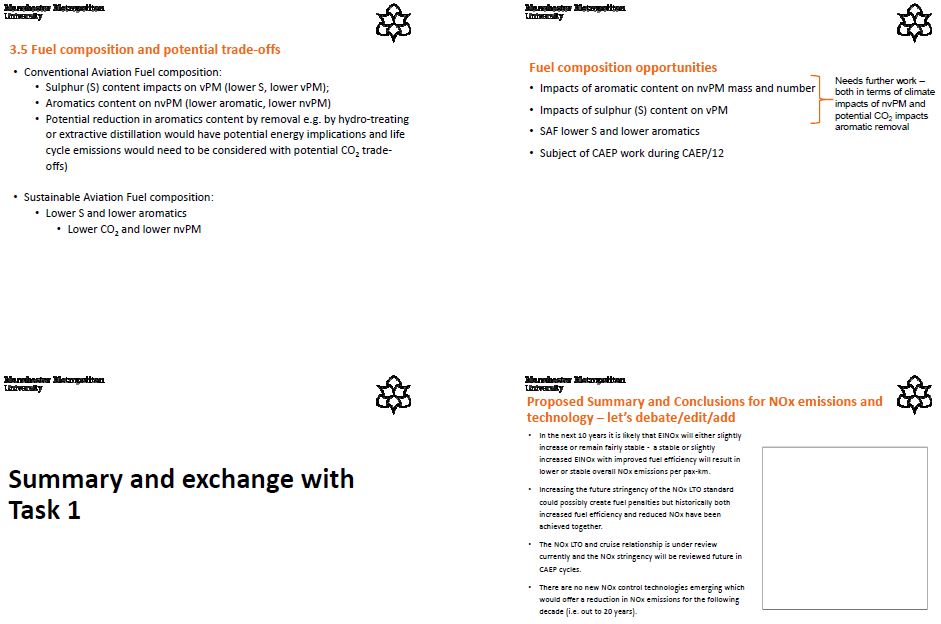 Manchester Metropolitan
University
3.5 Fuel composition and potential trade-offs
• Conventional Aviation Fuel composition:
• Sulphur (S) content impacts on vPM (lower S, lower vPM);
• Aromatics content on nvPM (lower aromatic, lower nvPM)
• Potential reduction in aromatics content by removal e.g. by hydro-treating
or extractive distillation would have potential energy implications and life
cycle emissions would need to be considered with potential CO2 trade-
offs)
• Sustainable Aviation Fuel composition:
• Lower S and lower aromatics
• Lower CO2 and lower nvPM
Manchester Metropolitan
University
Fuel composition opportunities
• Impacts of aromatic content on nvPM mass and number
• Impacts of sulphur (S) content on vPM
• SAF lower S and lower aromatics
• Subject of CAEP work during CAEP/12
Needs further work –
both in terms of climate
impacts of nvPM and
potential CO2 impacts
aromatic removal
Manchester Metropolitan
University
Summary and exchange with
Task 1
Manchester Metropolitan
University
Proposed Summary and Conclusions for NOx emissions and
technology – let's debate/edit/add
• In the next 10 years it is likely that EINOx will either slightly
increase or remain fairly stable - a stable or slightly
increased EINOx with improved fuel efficiency will result in
lower or stable overall NOx emissions per pax-km.
• Increasing the future stringency of the NOx LTO standard
could possibly create fuel penalties but historically both
increased fuel efficiency and reduced NOx have been
achieved together.
• The NOx LTO and cruise relationship is under review
currently and the NOx stringency will be reviewed future in
CAEP cycles.
• There are no new NOx control technologies emerging which
would offer a reduction in NOx emissions for the following
decade (i.e. out to 20 years).